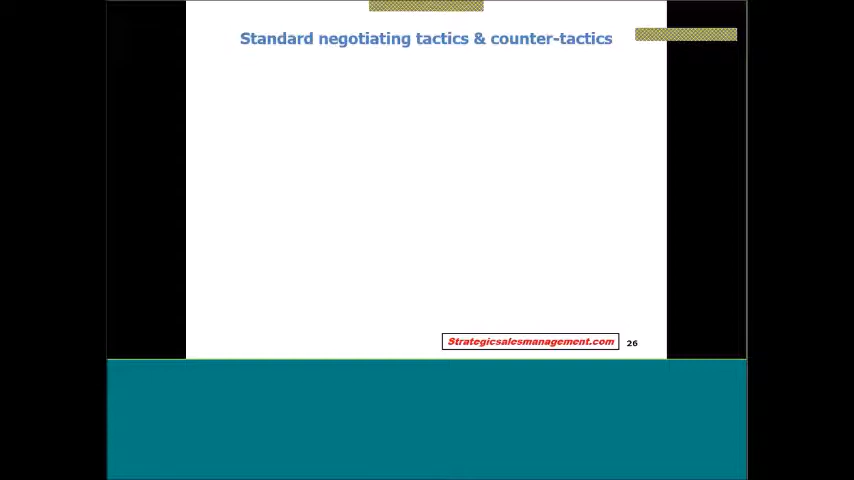 Standard negotiating tactics & counter-tactics
Strategicsalesmanagement.com
26